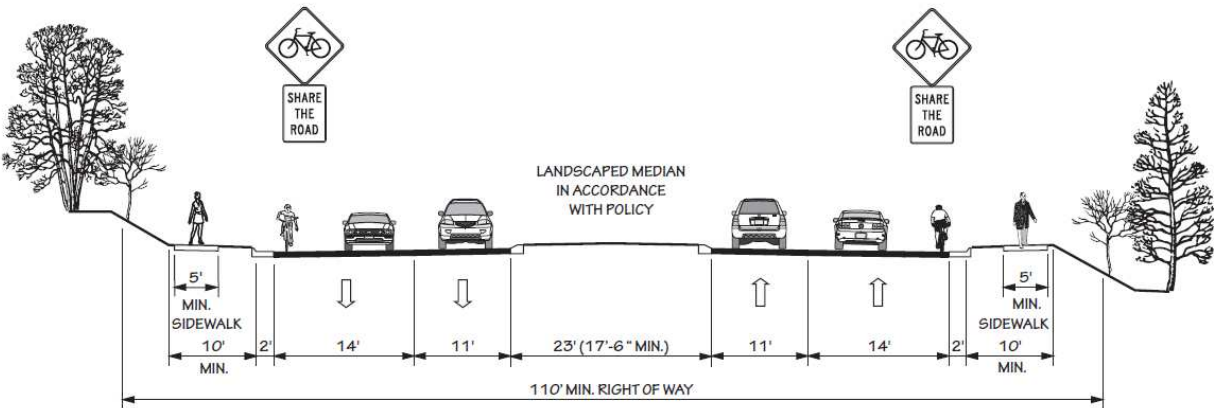 SHARE
THE
ROAD
SHARE
THE
ROAD
LANDSCAPED MEDIAN
IN ACCORDANCE
WITH POLICY
5'
MIN.
SIDEWALK
5'
MIN.
SIDEWALK
10'
MIN.
2'
14'
11'
23' (17'-6" MIN.)
11'
14'
2'
10'
MIN.
110' MIN. RIGHT OF WAY